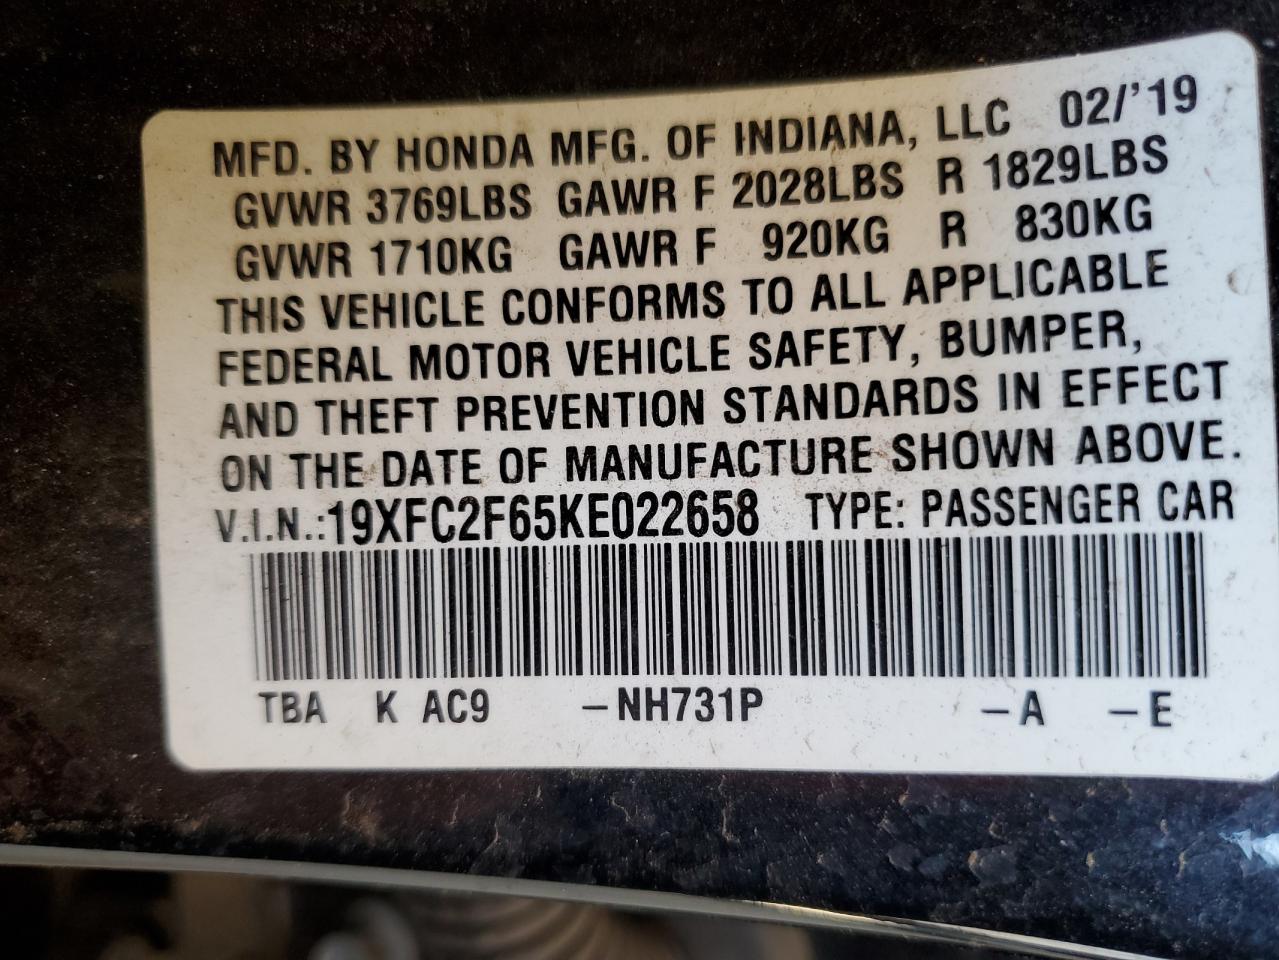 MFD. BY HONDA MFG. OF INDIANA, LLC 02/'19
GVWR 3769LBS GAWR F 2028LBS R 1829LBS
GVWR 1710KG GAWR F 920KG R 830KG
THIS VEHICLE CONFORMS TO ALL APPLICABLE
FEDERAL MOTOR VEHICLE SAFETY, BUMPER,
AND THEFT PREVENTION STANDARDS IN EFFECT
ON THE DATE OF MANUFACTURE SHOWN ABOVE.
V.I.N.:19XFC2F65KE022658 TYPE: PASSENGER CAR
TBA K AC9 –NH731P –A –E